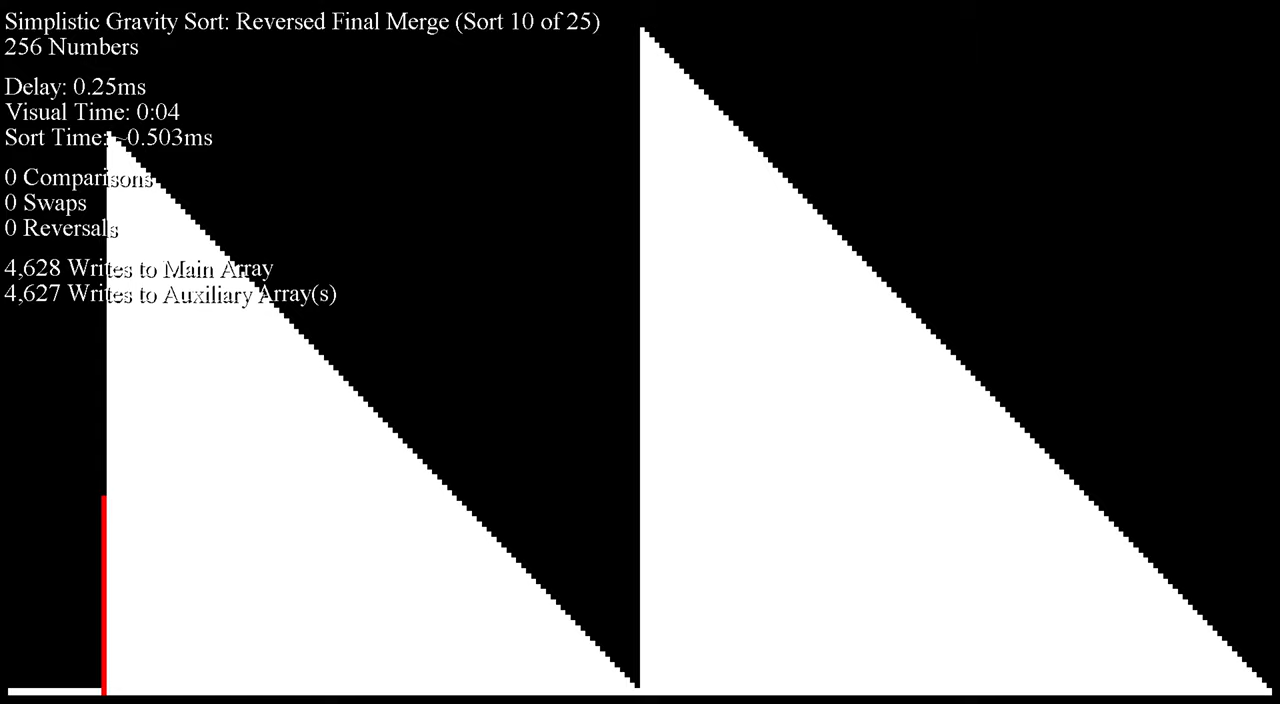 Simplistic Gravity Sort: Reversed Final Merge (Sort 10 of 25)
256 Numbers
Delay: 0.25ms
Visual Time: 0:04
Sort Time: ~0.503ms
0 Comparisons
0 Swaps
0 Reversals
4,628 Writes to Main Array
4,627 Writes to Auxiliary Array(s)